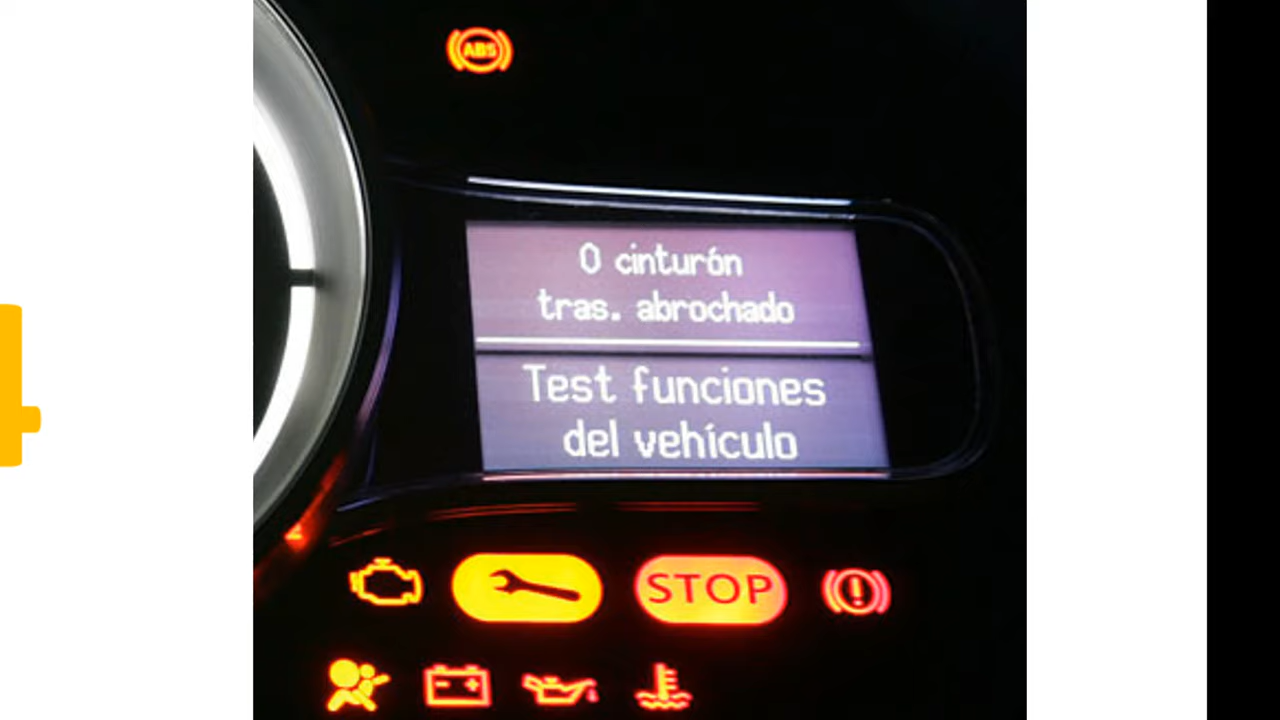 ABS
0 cinturón
tras. abrochado
Test funciones
del vehículo
STOP